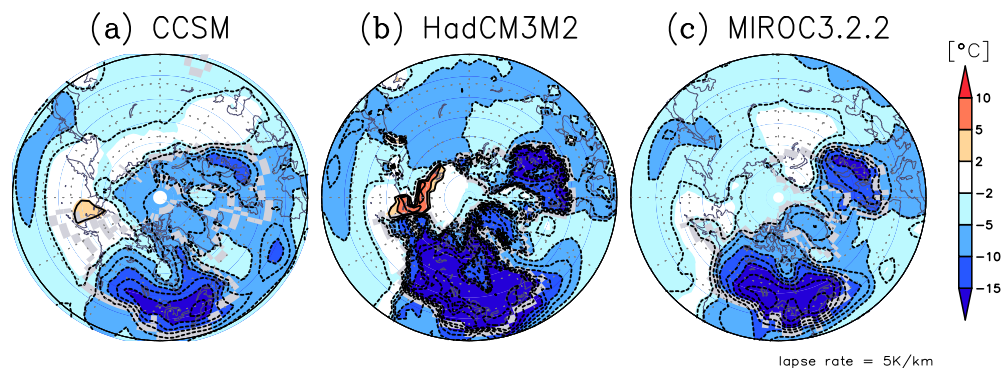 (a) CCSM
(b) HadCM3M2
(c) MIROC3.2.2
[°C]
10
5
2
-2
-5
-10
-15
lapse rate = 5K/km